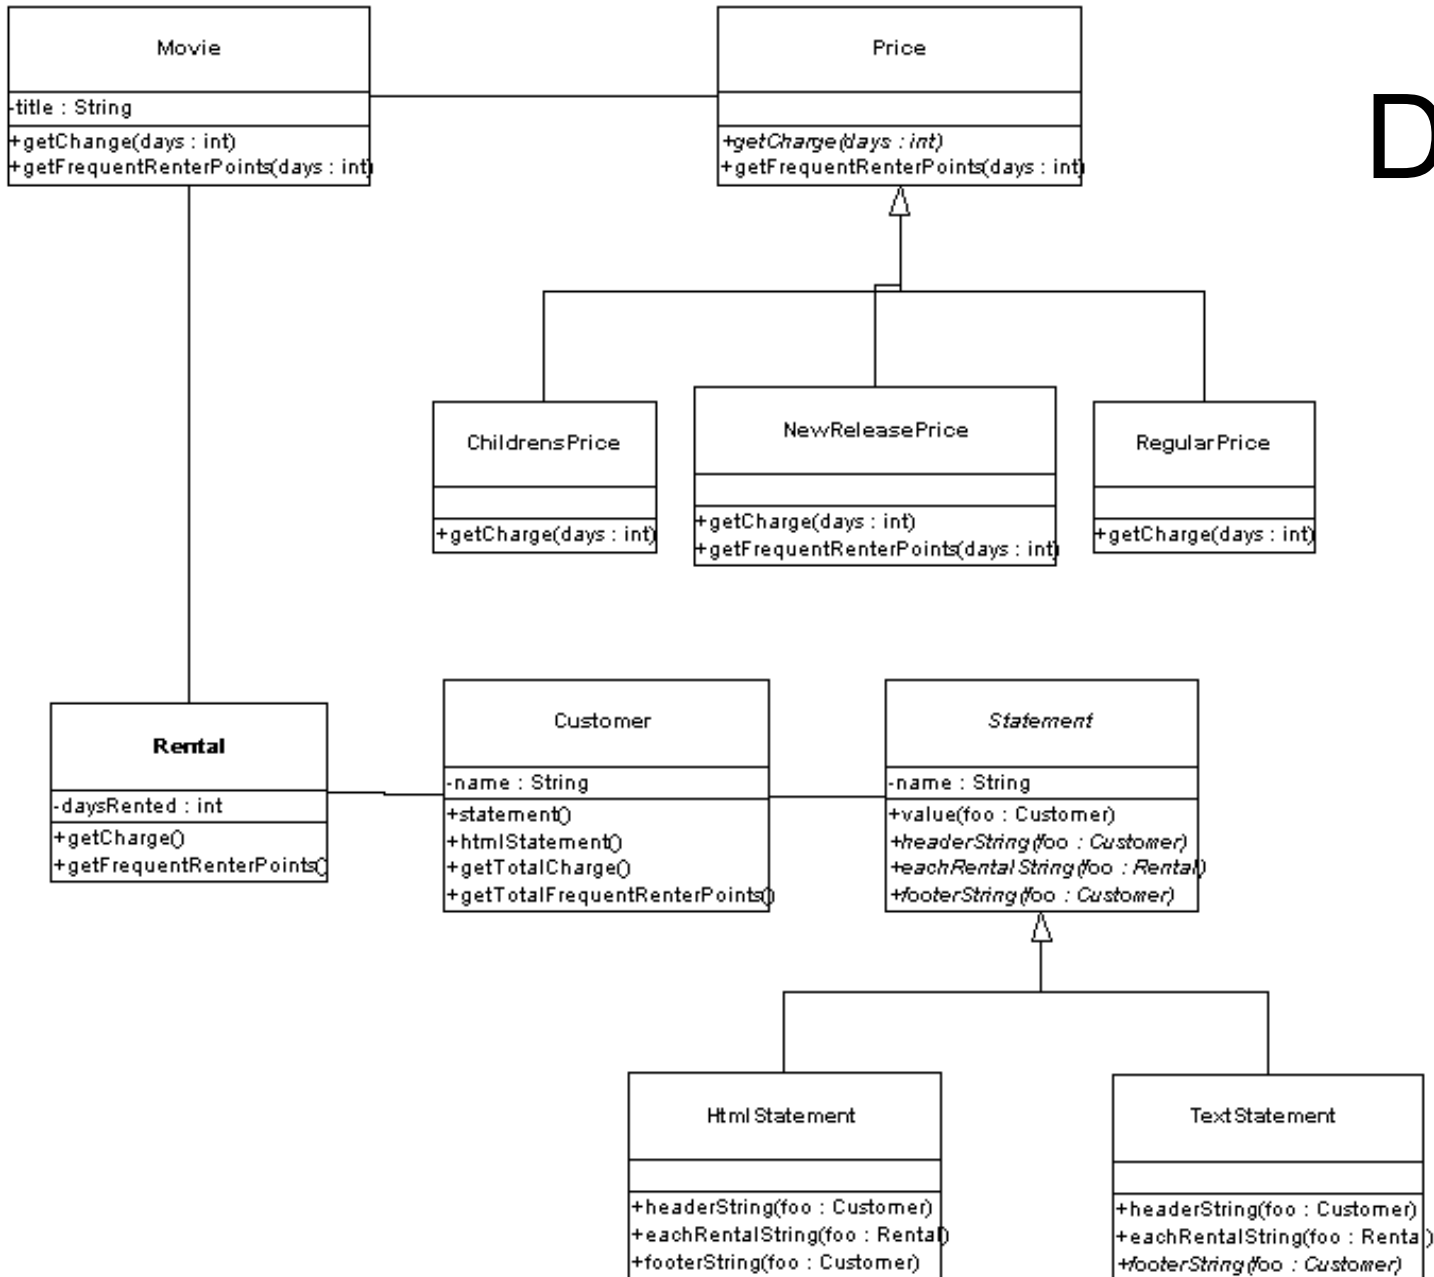 Movie
-title : String
+getChange(days : int)
+getFrequentRenterPoints(days : int)
Price
+getCharge(days : int)
+getFrequentRenterPoints(days : int)
D
ChildrensPrice
+getCharge(days : int)
NewReleasePrice
+getCharge(days : int)
+getFrequentRenterPoints(days : int)
RegularPrice
+getCharge(days : int)
Rental
-daysRented : int
+getCharge()
+getFrequentRenterPoints()
Customer
-name : String
+statement()
+htmlStatement()
+getTotalCharge()
+getTotalFrequentRenterPoints()
Statement
-name : String
+value(foo : Customer)
+headerString(foo : Customer)
+eachRentalString(foo : Rental)
+footerString(foo : Customer)
HtmlStatement
+headerString(foo : Customer)
+eachRentalString(foo : Rental)
+footerString(foo : Customer)
TextStatement
+headerString(foo : Customer)
+eachRentalString(foo : Rental)
+footerString(foo : Customer)